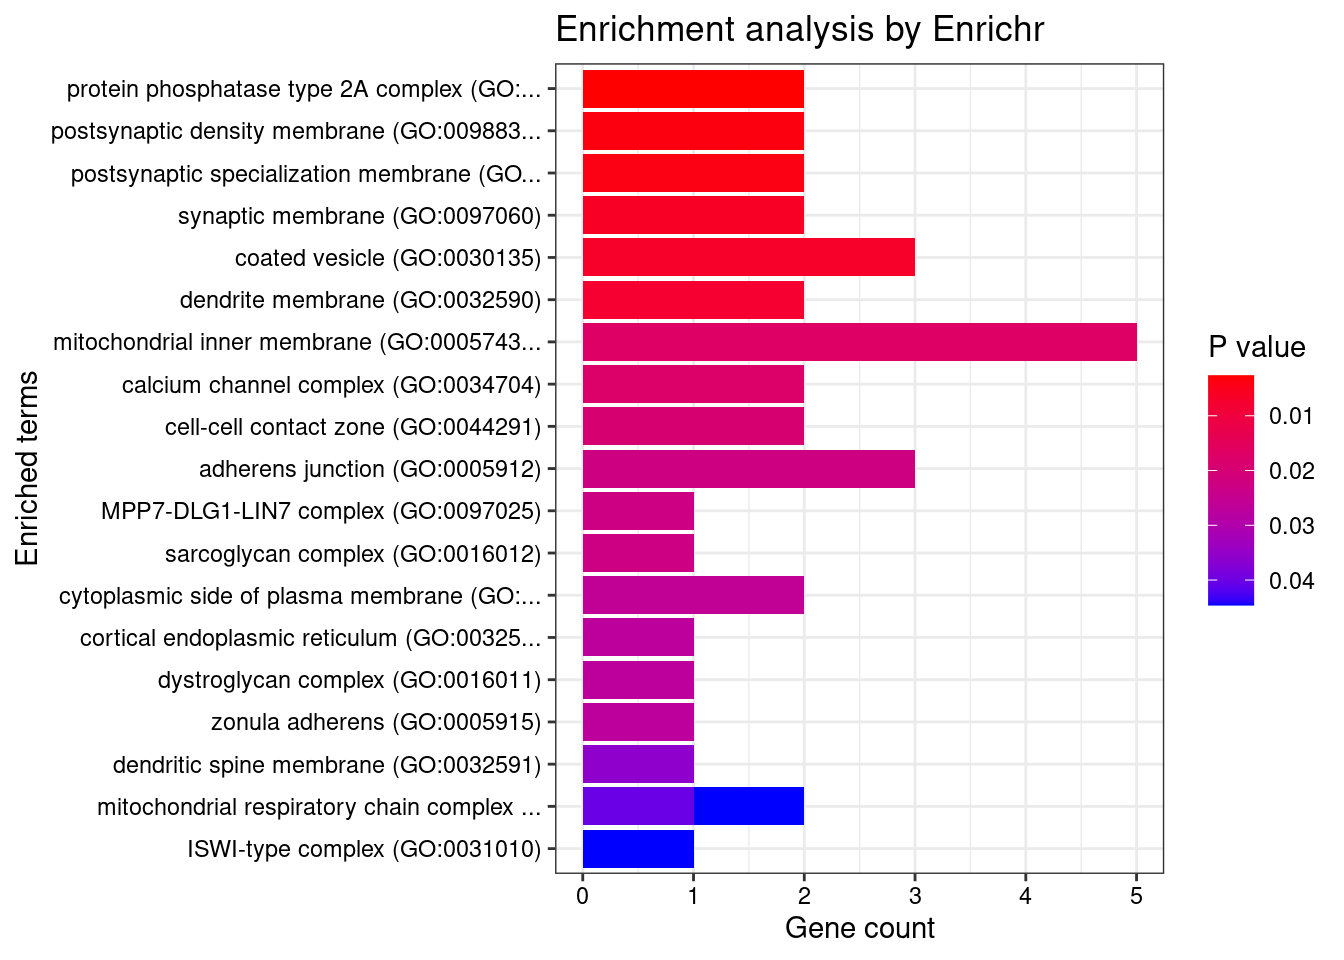 Enrichment analysis by Enrichr
protein phosphatase type 2A complex (GO:...
postsynaptic density membrane (GO:009883...
postsynaptic specialization membrane (GO...
synaptic membrane (GO:0097060)
coated vesicle (GO:0030135)
dendrite membrane (GO:0032590)
mitochondrial inner membrane (GO:0005743...
calcium channel complex (GO:0034704)
cell-cell contact zone (GO:0044291)
adherens junction (GO:0005912)
MPP7-DLG1-LIN7 complex (GO:0097025)
sarcoglycan complex (GO:0016012)
cytoplasmic side of plasma membrane (GO:...
cortical endoplasmic reticulum (GO:00325...
dystroglycan complex (GO:0016011)
zonula adherens (GO:0005915)
dendritic spine membrane (GO:0032591)
mitochondrial respiratory chain complex ...
ISWI-type complex (GO:0031010)
Enriched terms
0 1 2 3 4 5
Gene count
P value
0.01
0.02
0.03
0.04